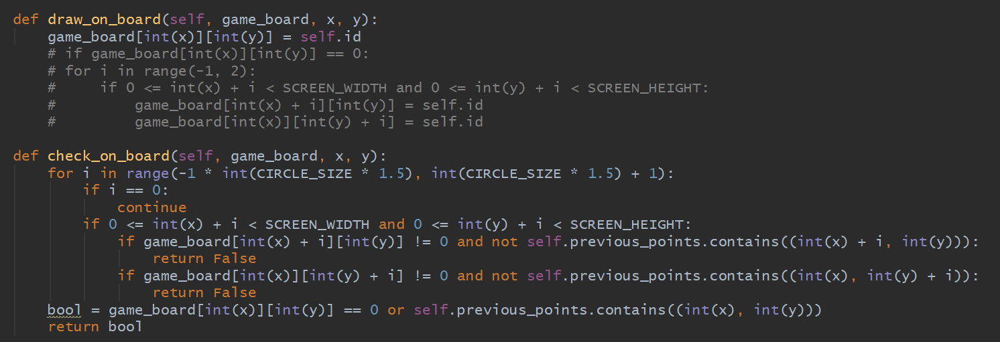 def draw_on_board(self, game_board, x, y):
    game_board[int(x)][int(y)] = self.id
    # if game_board[int(x)][int(y)] == 0:
    # for i in range(-1, 2):
    #     if 0 <= int(x) + i < SCREEN_WIDTH and 0 <= int(y) + i < SCREEN_HEIGHT:
    #         game_board[int(x) + i][int(y)] = self.id
    #         game_board[int(x)][int(y) + i] = self.id

def check_on_board(self, game_board, x, y):
    for i in range(-1 * int(CIRCLE_SIZE * 1.5), int(CIRCLE_SIZE * 1.5) + 1):
        if i == 0:
            continue
        if 0 <= int(x) + i < SCREEN_WIDTH and 0 <= int(y) + i < SCREEN_HEIGHT:
            if game_board[int(x) + i][int(y)] != 0 and not self.previous_points.contains((int(x) + i, int(y))):
                return False
            if game_board[int(x)][int(y) + i] != 0 and not self.previous_points.contains((int(x), int(y) + i)):
                return False
    bool = game_board[int(x)][int(y)] == 0 or self.previous_points.contains((int(x), int(y)))
    return bool